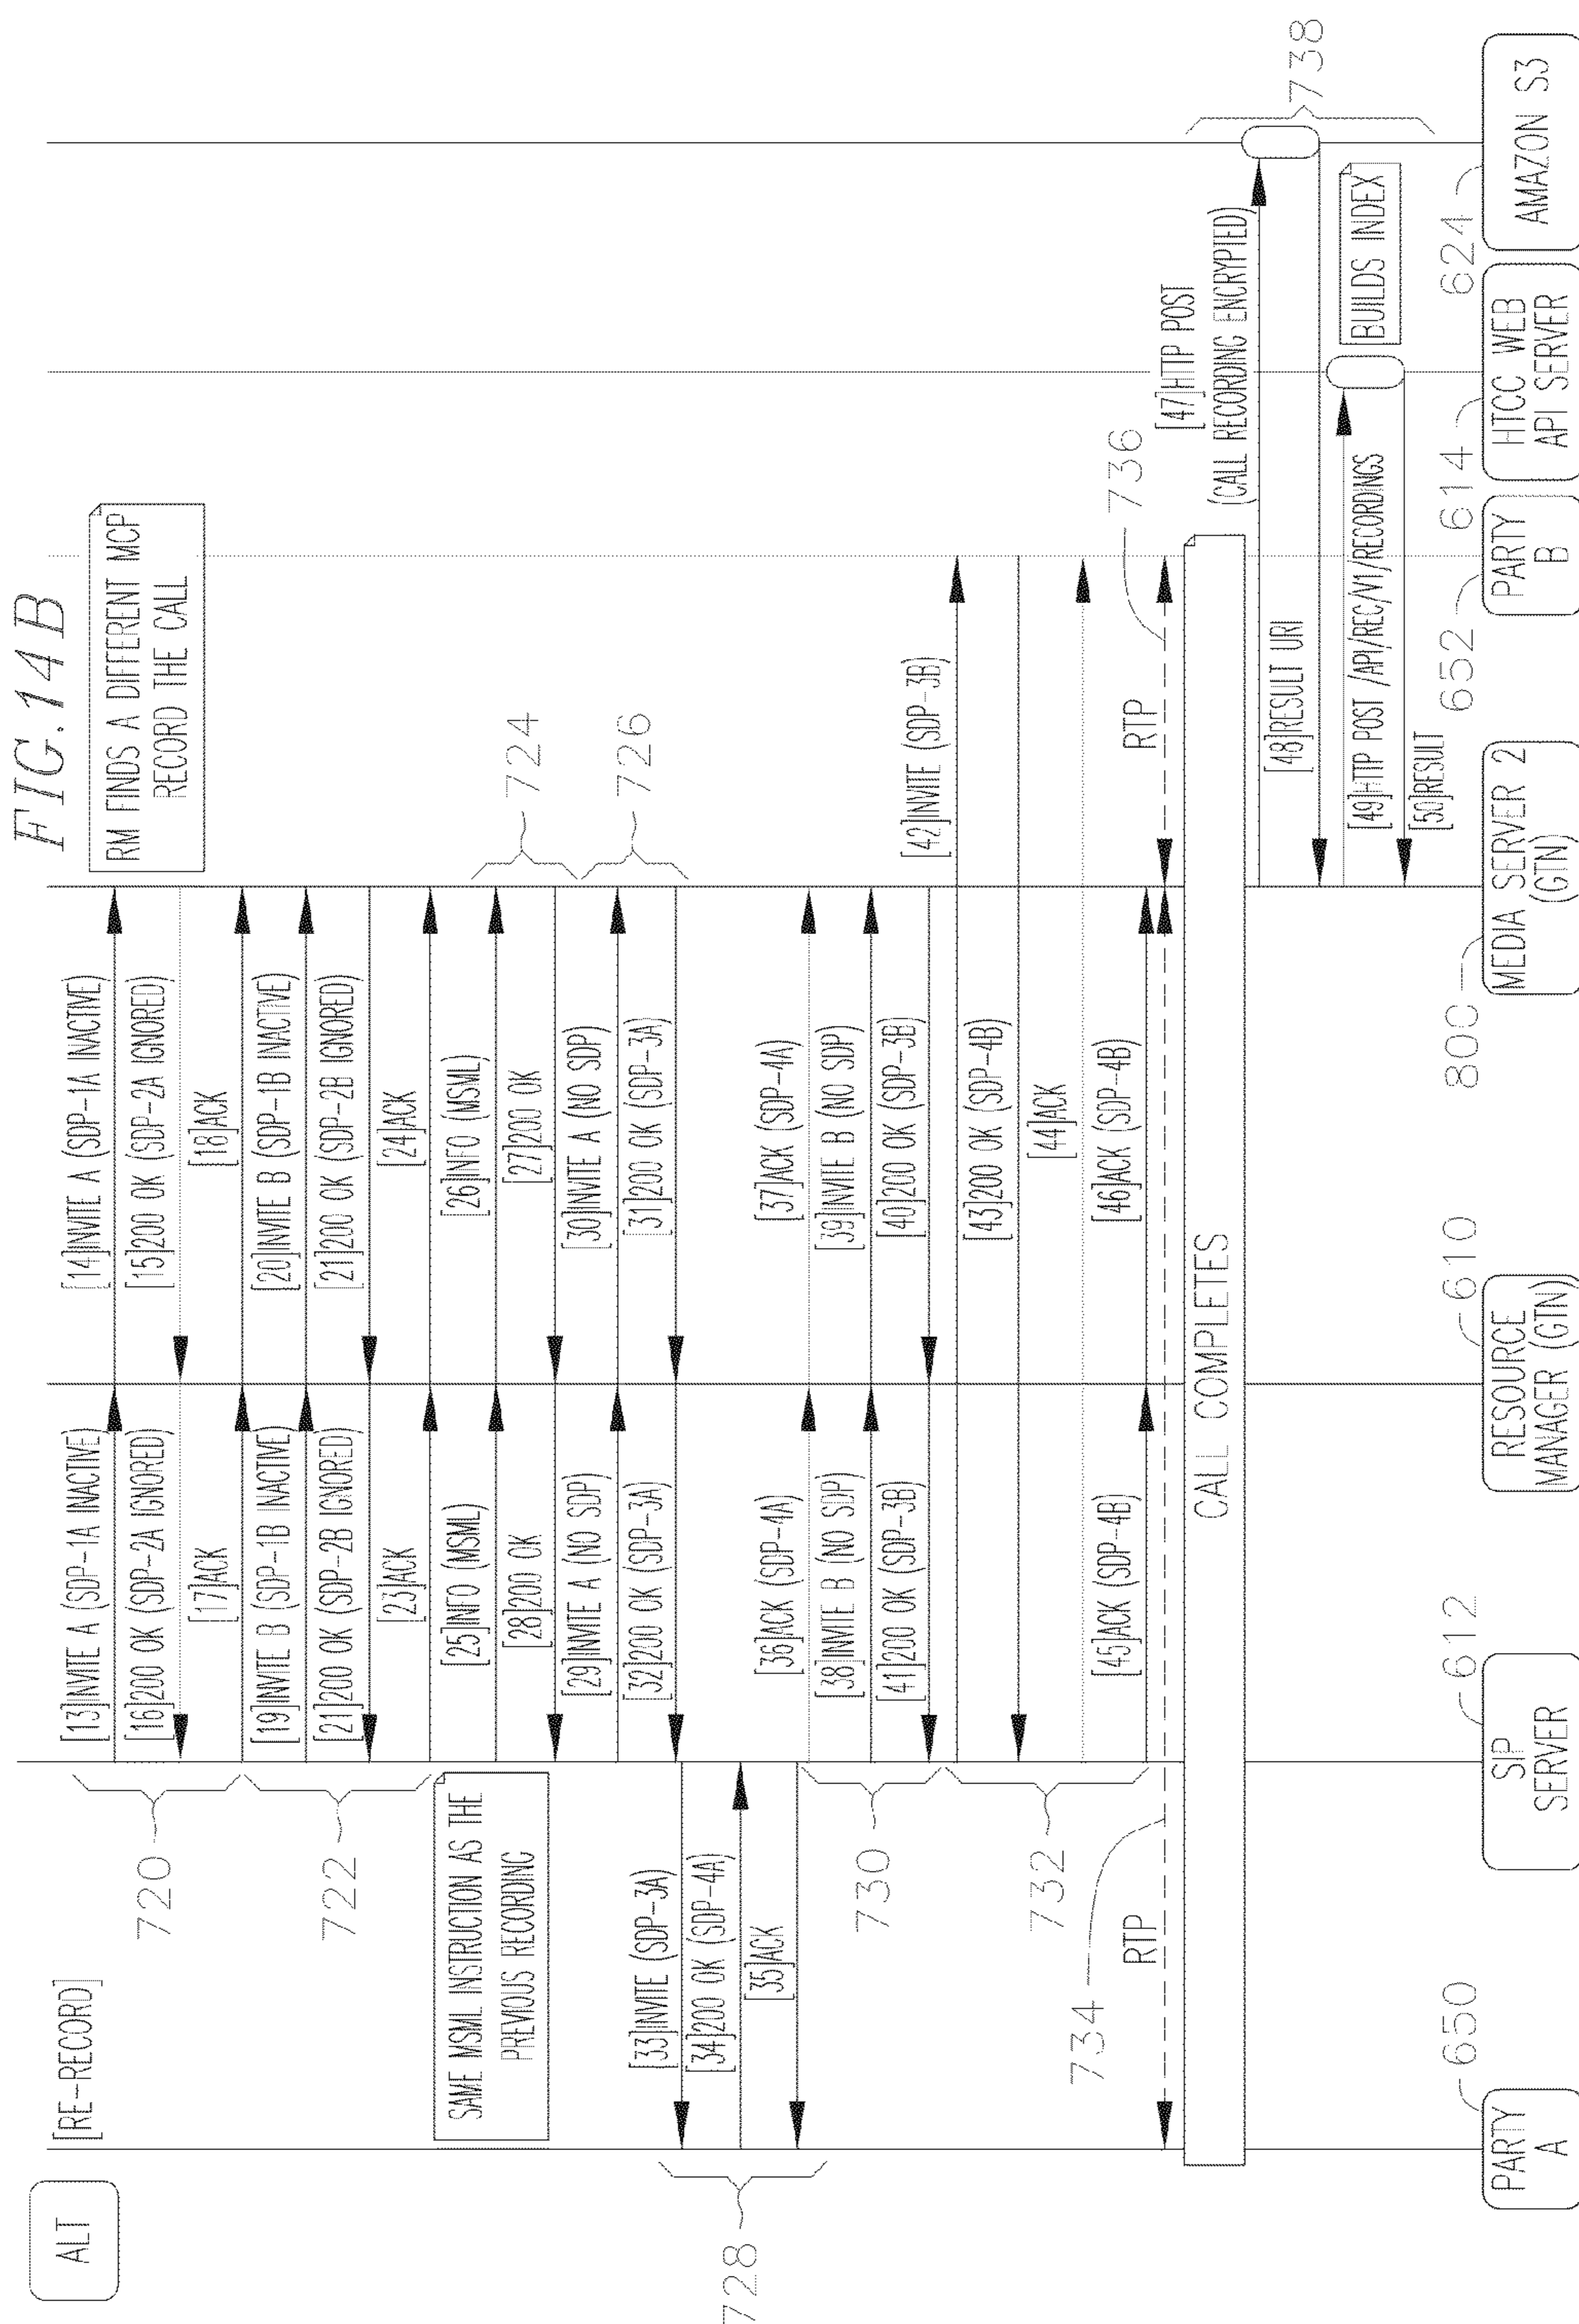 FIG.14B
ALT
[RE-RECORD]
RM FINDS A DIFFERENT MCP
RECORD THE CALL
[13]INVITE A (SDP-1A INACTIVE)
[14]INVITE A (SDP-1A INACTIVE)
[16]200 OK (SDP-2A IGNORED)
[15]200 OK (SDP-2A IGNORED)
720
[17]ACK
[18]ACK
[19]INVITE B (SDP-1B INACTIVE)
[20]INVITE B (SDP-1B INACTIVE)
[21]200 OK (SDP-2B IGNORED)
[21]200 OK (SDP-2B IGNORED)
722
[23]ACK
[24]ACK
SAME MSML INSTRUCTION AS THE
PREVIOUS RECORDING
[25]INFO (MSML)
[26]INFO (MSML)
724
[28]200 OK
[27]200 OK
[29]INVITE A (NO SDP)
[30]INVITE A (NO SDP)
726
[32]200 OK (SDP-3A)
[31]200 OK (SDP-3A)
[33]INVITE (SDP-3A)
[34]200 OK (SDP-4A)
728
[35]ACK
[36]ACK (SDP-4A)
[37]ACK (SDP-4A)
[38]INVITE B (NO SDP)
[39]INVITE B (NO SDP)
730
[41]200 OK (SDP-3B)
[40]200 OK (SDP-3B)
[42]INVITE (SDP-3B)
[43]200 OK (SDP-4B)
732
[44]ACK
[45]ACK (SDP-4B)
[46]ACK (SDP-4B)
734
RTP
RTP
736
CALL COMPLETES
[47]HTTP POST
(CALL RECORDING ENCRYPTED)
[48]RESULT URI
738
[49]HTTP POST /API/REC/V1/RECORDINGS
BUILDS INDEX
[50]RESULT
650
612
610
800
652
614
624
PARTY
A
SIP
SERVER
RESOURCE
MANAGER (GTN)
MEDIA SERVER 2
(GTN)
PARTY
B
HTCC WEB
API SERVER
AMAZON S3